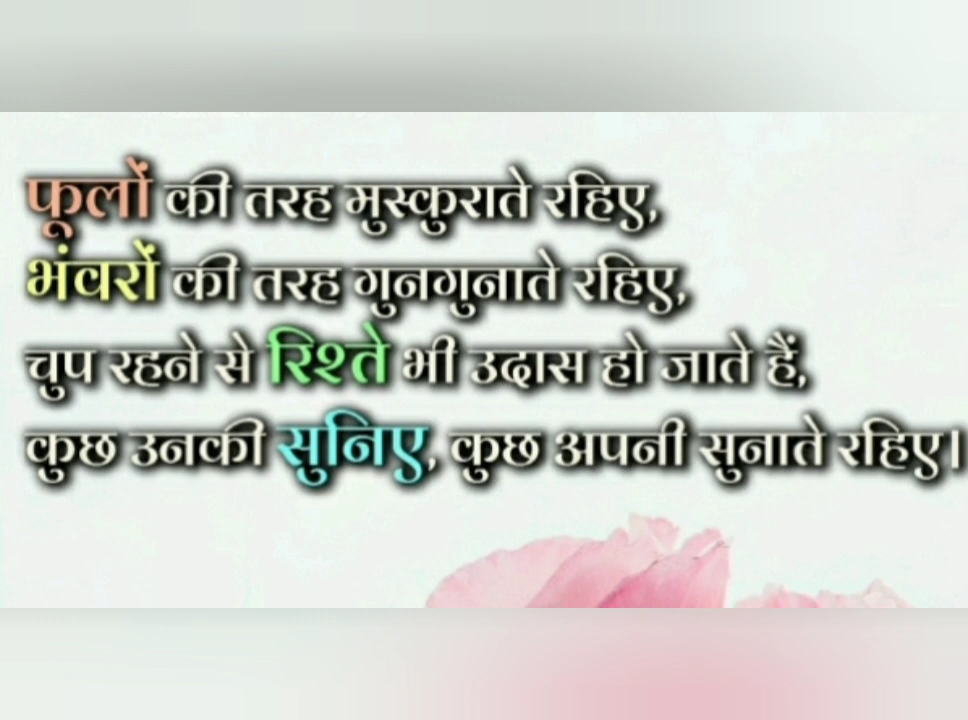 फूलों की तरह मुस्कुराते रहिए,
भंवरों की तरह गुनगुनाते रहिए,
चुप रहने से रिश्ते भी उदास हो जाते हैं,
कुछ उनकी सुनिए, कुछ अपनी सुनाते रहिए।